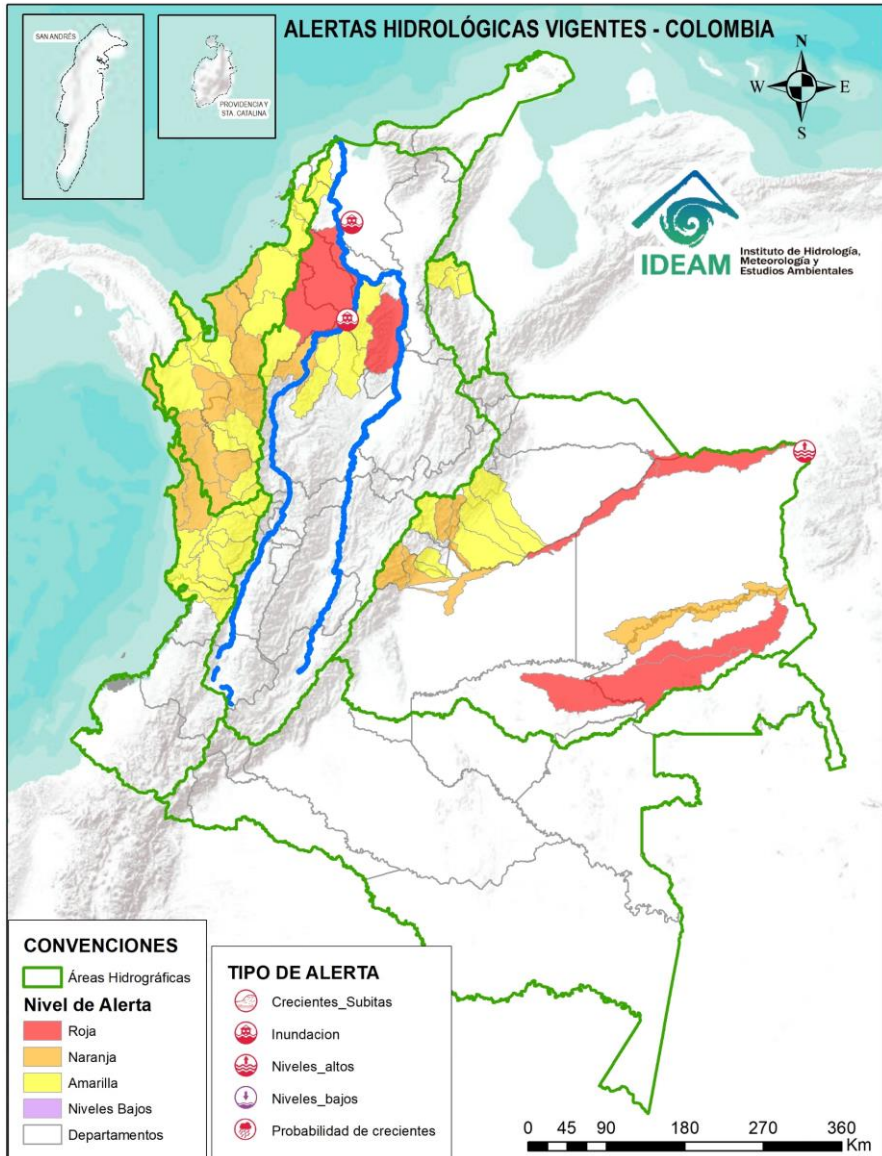 ALERTAS HIDROLÓGICAS VIGENTES - COLOMBIA
SAN ANDRÉS
PROVIDENCIA Y
STA. CATALINA
N
W
E
S
IDEAM
Instituto de Hidrología,
Meteorología y
Estudios Ambientales
CONVENCIONES
Áreas Hidrográficas
Nivel de Alerta
Roja
Naranja
Amarilla
Niveles Bajos
Departamentos
TIPO DE ALERTA
Crecientes_Subitas
Inundacion
Niveles_altos
Niveles_bajos
Probabilidad de crecientes
0 45 90 180 270 360
Km